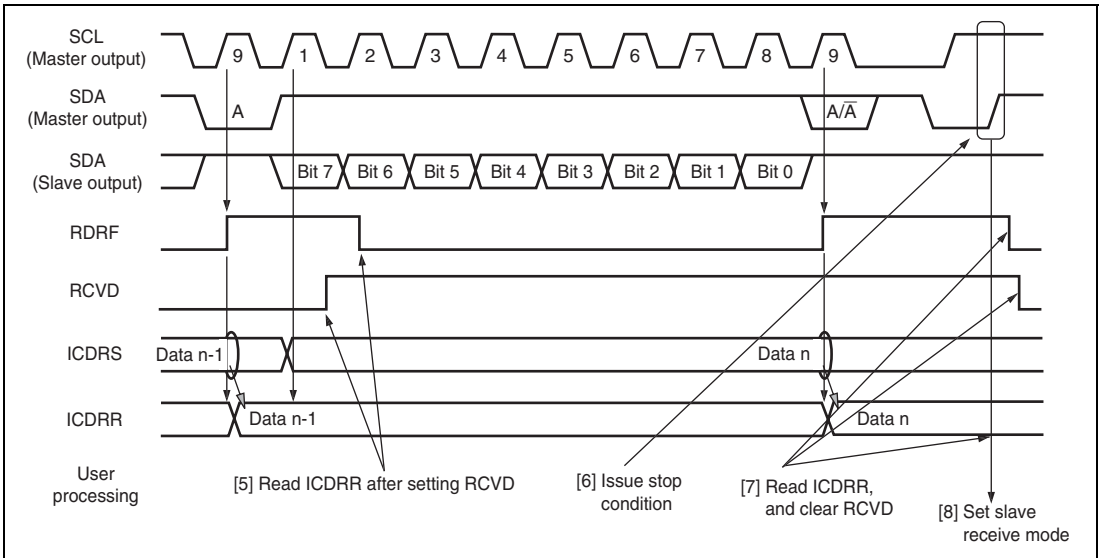 SCL
(Master output)
9 1 2 3 4 5 6 7 8 9
SDA
(Master output)
A A/A̅
SDA
(Slave output)
Bit 7 Bit 6 Bit 5 Bit 4 Bit 3 Bit 2 Bit 1 Bit 0
RDRF
RCVD
ICDRS
Data n-1 Data n
ICDRR
Data n-1 Data n
User
processing
[5] Read ICDRR after setting RCVD
[6] Issue stop
condition
[7] Read ICDRR,
and clear RCVD
[8] Set slave
receive mode